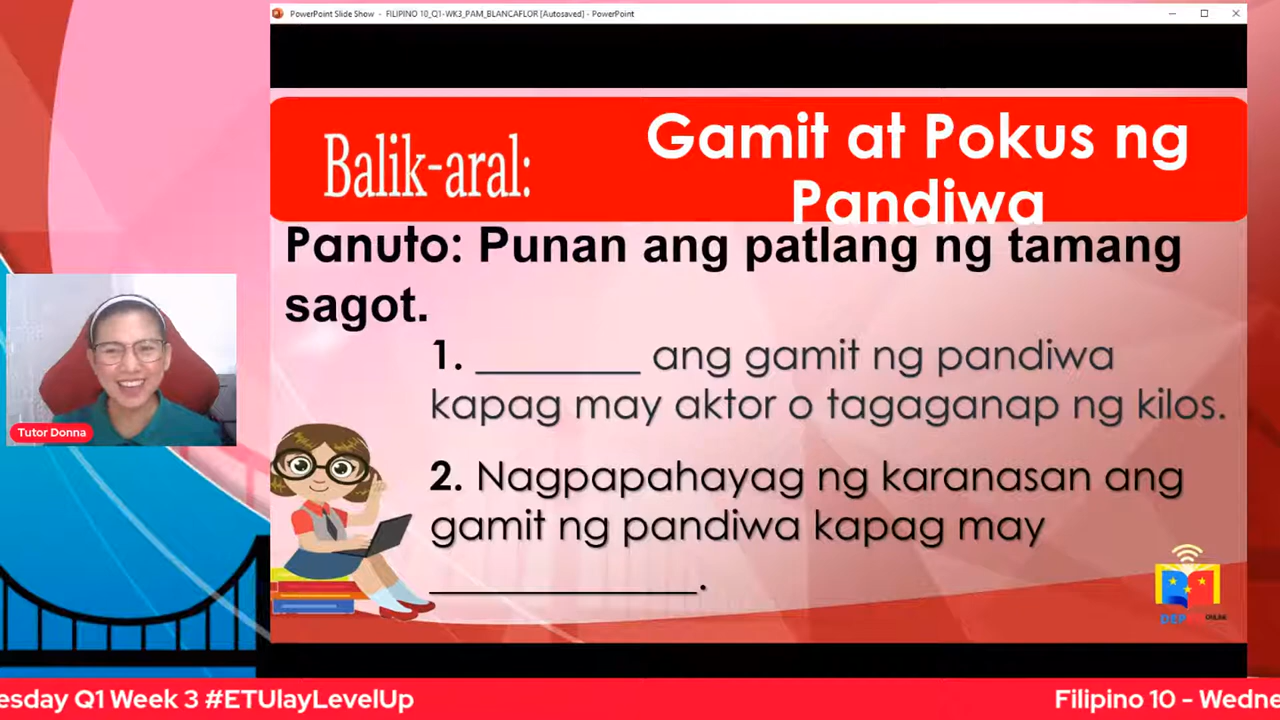 PowerPoint Slide Show - FILIPINO 10_Q1-WK3_PAM_BLANCAFLOR [Autosaved] - PowerPoint
Balik-aral:
Gamit at Pokus ng
Pandiwa
Panuto: Punan ang patlang ng tamang
sagot.
1. ________ ang gamit ng pandiwa
kapag may aktor o tagaganap ng kilos.
2. Nagpapahayag ng karanasan ang
gamit ng pandiwa kapag may
_____________.
Tutor Donna
DEP ONLINE
esday Q1 Week 3 #ETUlayLevelUp
Filipino 10 - Wedne